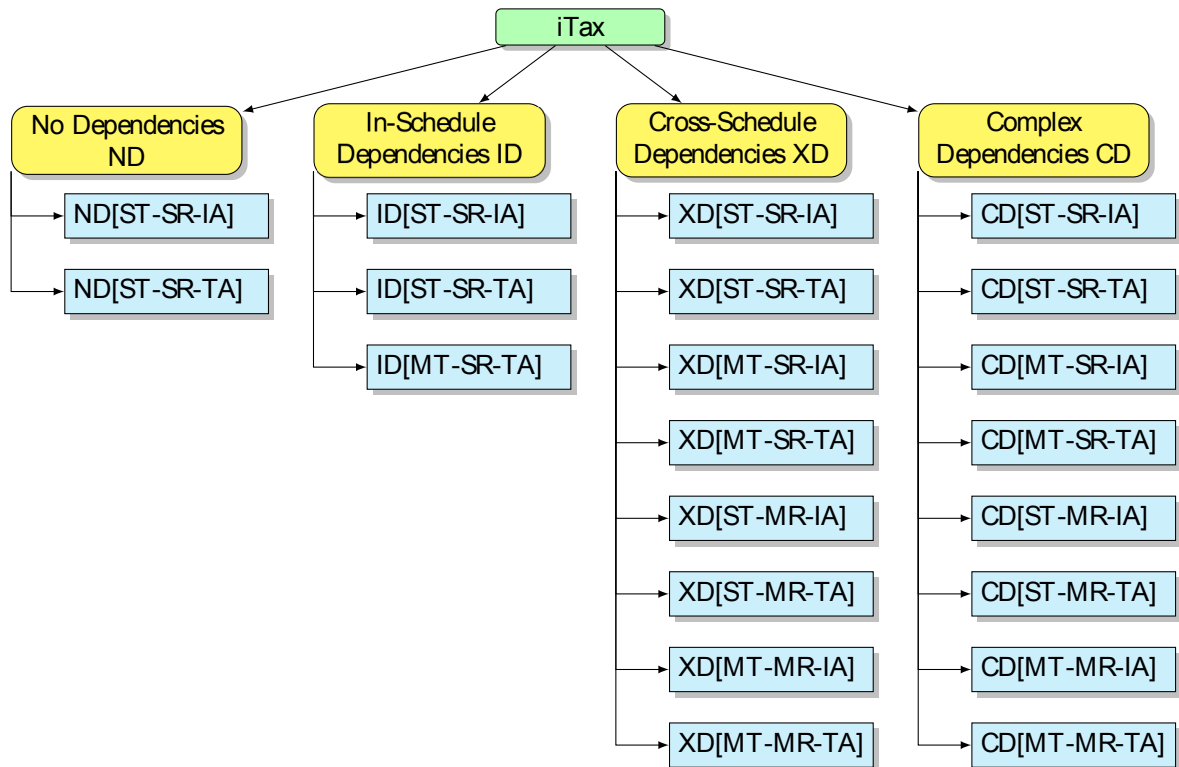 iTax
No Dependencies
ND
ND[ST-SR-IA]
ND[ST-SR-TA]
In-Schedule
Dependencies ID
ID[ST-SR-IA]
ID[ST-SR-TA]
ID[MT-SR-TA]
Cross-Schedule
Dependencies XD
XD[ST-SR-IA]
XD[ST-SR-TA]
XD[MT-SR-IA]
XD[MT-SR-TA]
XD[ST-MR-IA]
XD[ST-MR-TA]
XD[MT-MR-IA]
XD[MT-MR-TA]
Complex
Dependencies CD
CD[ST-SR-IA]
CD[ST-SR-TA]
CD[MT-SR-IA]
CD[MT-SR-TA]
CD[ST-MR-IA]
CD[ST-MR-TA]
CD[MT-MR-IA]
CD[MT-MR-TA]